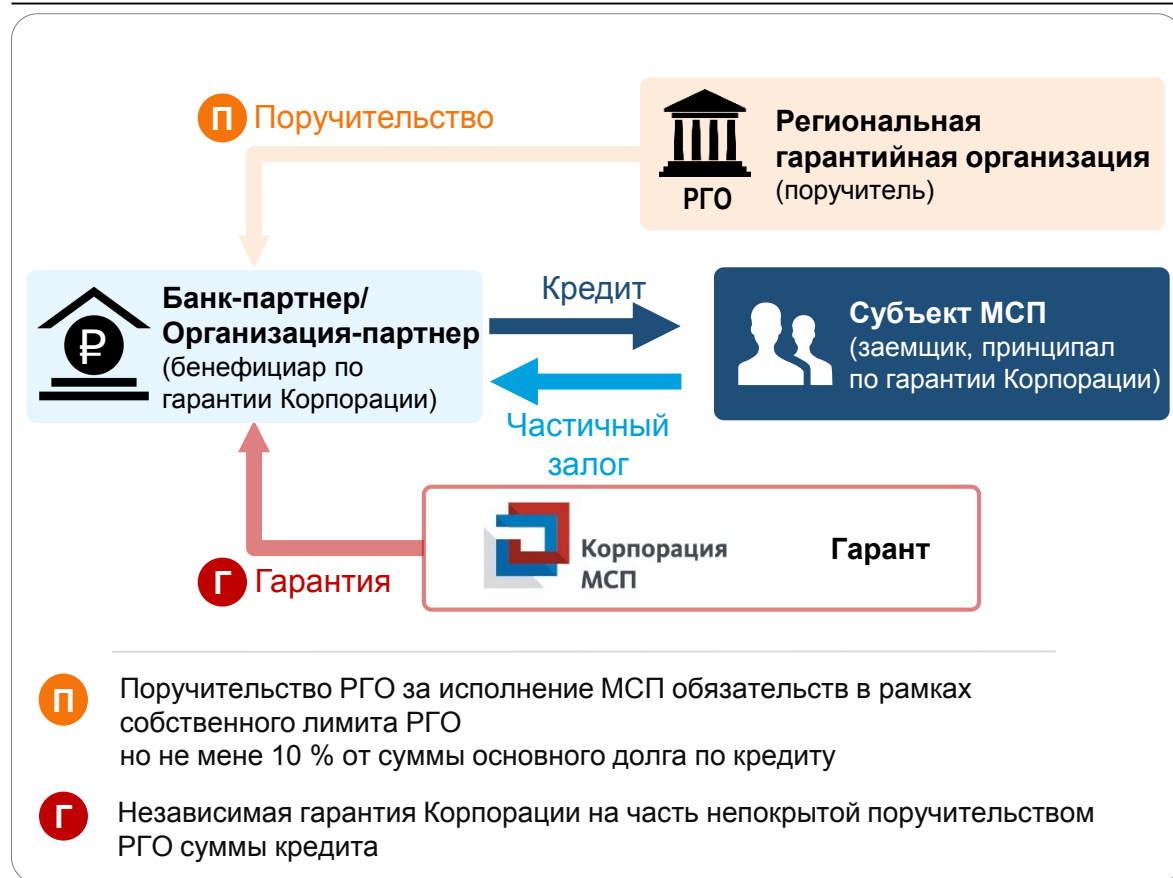 П Поручительство
Региональная
гарантийная организация
(поручитель)
РГО
Банк-партнер/
Организация-партнер
(бенефициар по
гарантии Корпорации)
₽
Кредит
Субъект МСП
(заемщик, принципал
по гарантии Корпорации)
Частичный
залог
Корпорация
МСП
Гарант
Г Гарантия
П
Поручительство РГО за исполнение МСП обязательств в рамках
собственного лимита РГО
но не мене 10 % от суммы основного долга по кредиту
Г
Независимая гарантия Корпорации на часть непокрытой поручительством
РГО суммы кредита